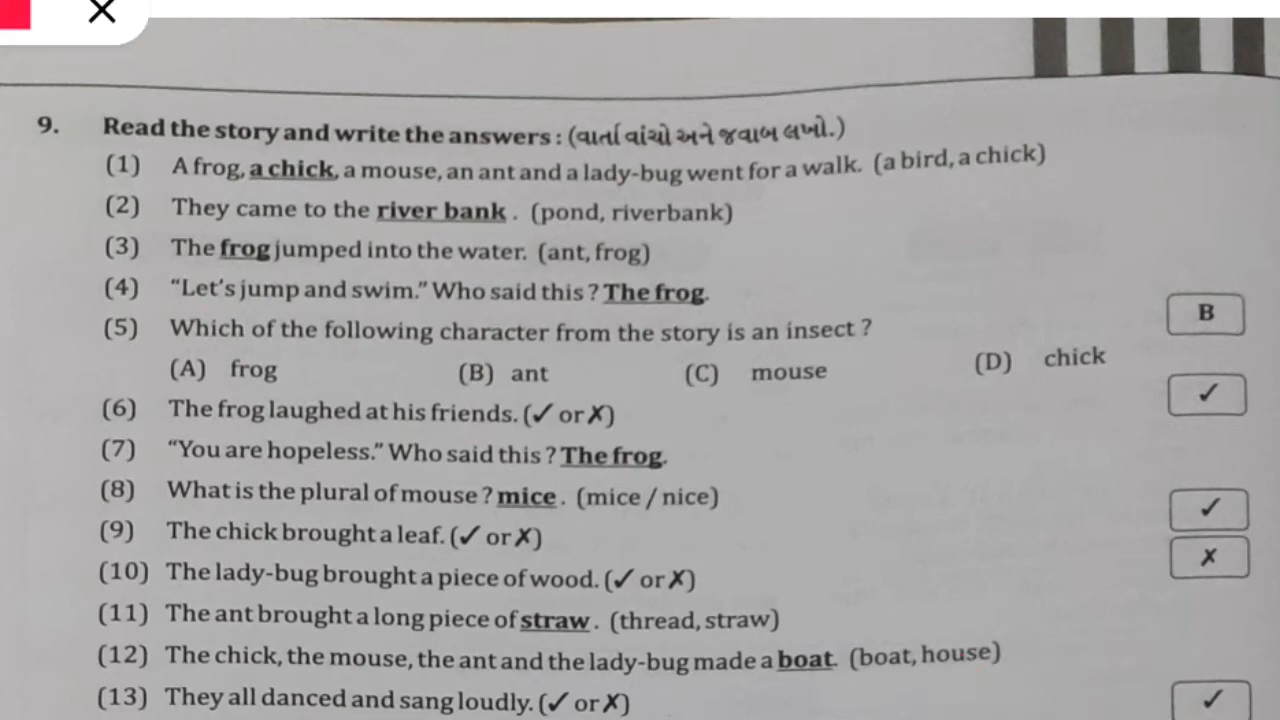 9. Read the story and write the answers : (વાર્તા વાંચો અને જવાબ લખો.)
(1) A frog, a chick, a mouse, an ant and a lady-bug went for a walk. (a bird, a chick)
(2) They came to the river bank . (pond, riverbank)
(3) The frog jumped into the water. (ant, frog)
(4) “Let’s jump and swim.” Who said this ? The frog.
(5) Which of the following character from the story is an insect ? B
(A) frog (B) ant (C) mouse (D) chick
(6) The frog laughed at his friends. (✓ or ✗) ✓
(7) “You are hopeless.” Who said this ? The frog.
(8) What is the plural of mouse ? mice . (mice / nice)
(9) The chick brought a leaf. (✓ or ✗) ✓
(10) The lady-bug brought a piece of wood. (✓ or ✗) ✗
(11) The ant brought a long piece of straw . (thread, straw)
(12) The chick, the mouse, the ant and the lady-bug made a boat. (boat, house)
(13) They all danced and sang loudly. (✓ or ✗) ✓